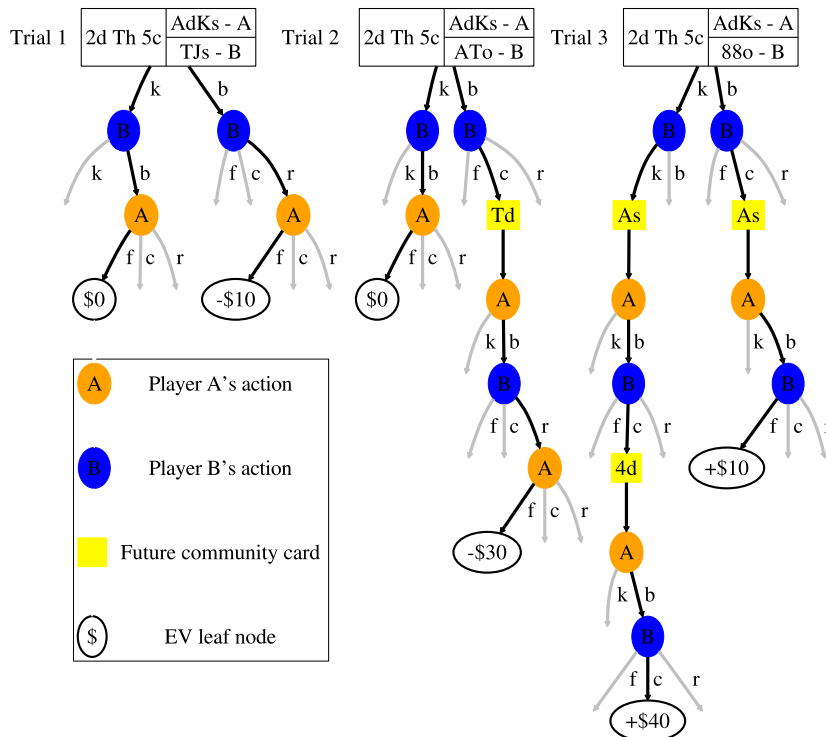 Trial 1 2d Th 5c AdKs - A TJs - B
Trial 2 2d Th 5c AdKs - A ATo - B
Trial 3 2d Th 5c AdKs - A 88o - B
k b k b k b
B B B B B B
k b f c r k b f c r k b f c r
A A A Td As As
f c r f c r f c r
$0 -$10 $0 A A A
k b k b k b
A Player A's action
B B B
f c r f c r f c r
B Player B's action
A 4d +$10
f c r
Future community card
-$30 A
k b
$ EV leaf node
B
f c r
+$40